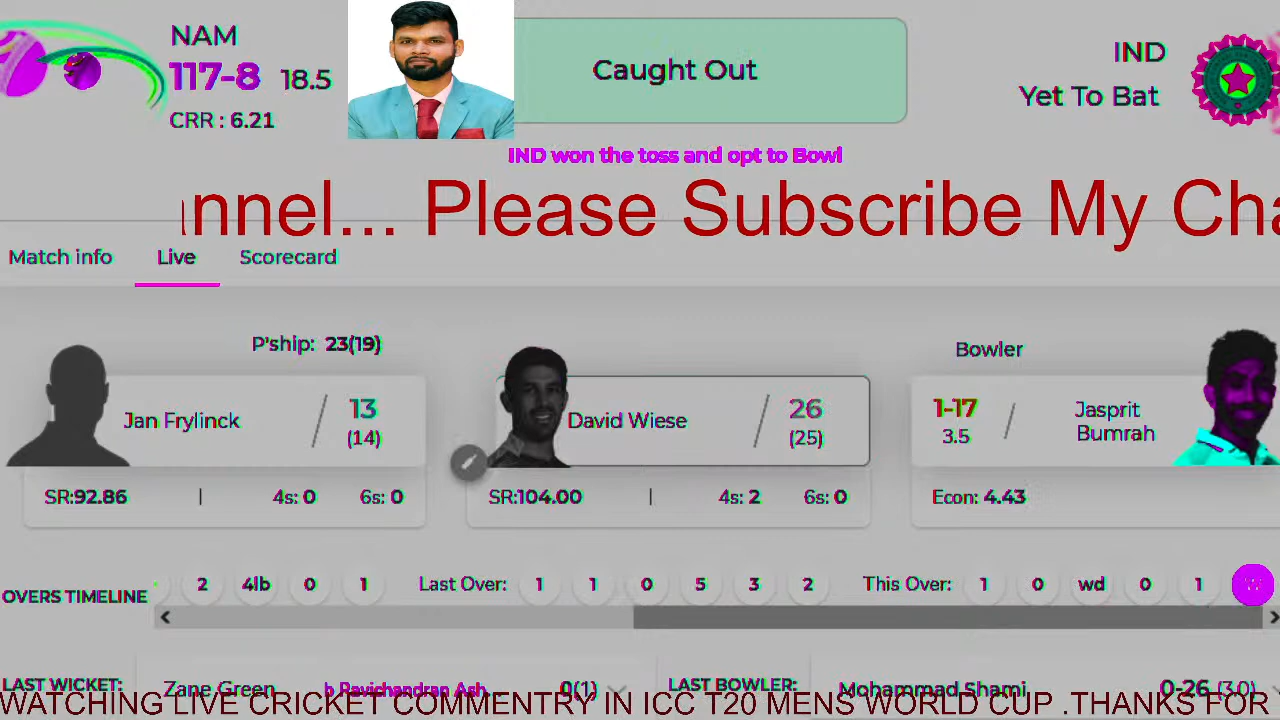 NAM
117-8 18.5
CRR : 6.21
Caught Out
IND
Yet To Bat
IND won the toss and opt to Bowl
nnel... Please Subscribe My Cha
Match info Live Scorecard
P'ship: 23(19)
Bowler
Jan Frylinck 13 (14)
David Wiese 26 (25)
1-17 3.5 Jasprit Bumrah
SR:92.86 | 4s: 0 6s: 0
SR:104.00 | 4s: 2 6s: 0
Econ: 4.43
OVERS TIMELINE 2 4lb 0 1 Last Over: 1 1 0 5 3 2 This Over: 1 0 wd 0 1
LAST WICKET: Zane Green b Ravichandran Ash... 0(1) LAST BOWLER: Mohammad Shami 0-26 (3.0)
WATCHING LIVE CRICKET COMMENTRY IN ICC T20 MENS WORLD CUP .THANKS FOR